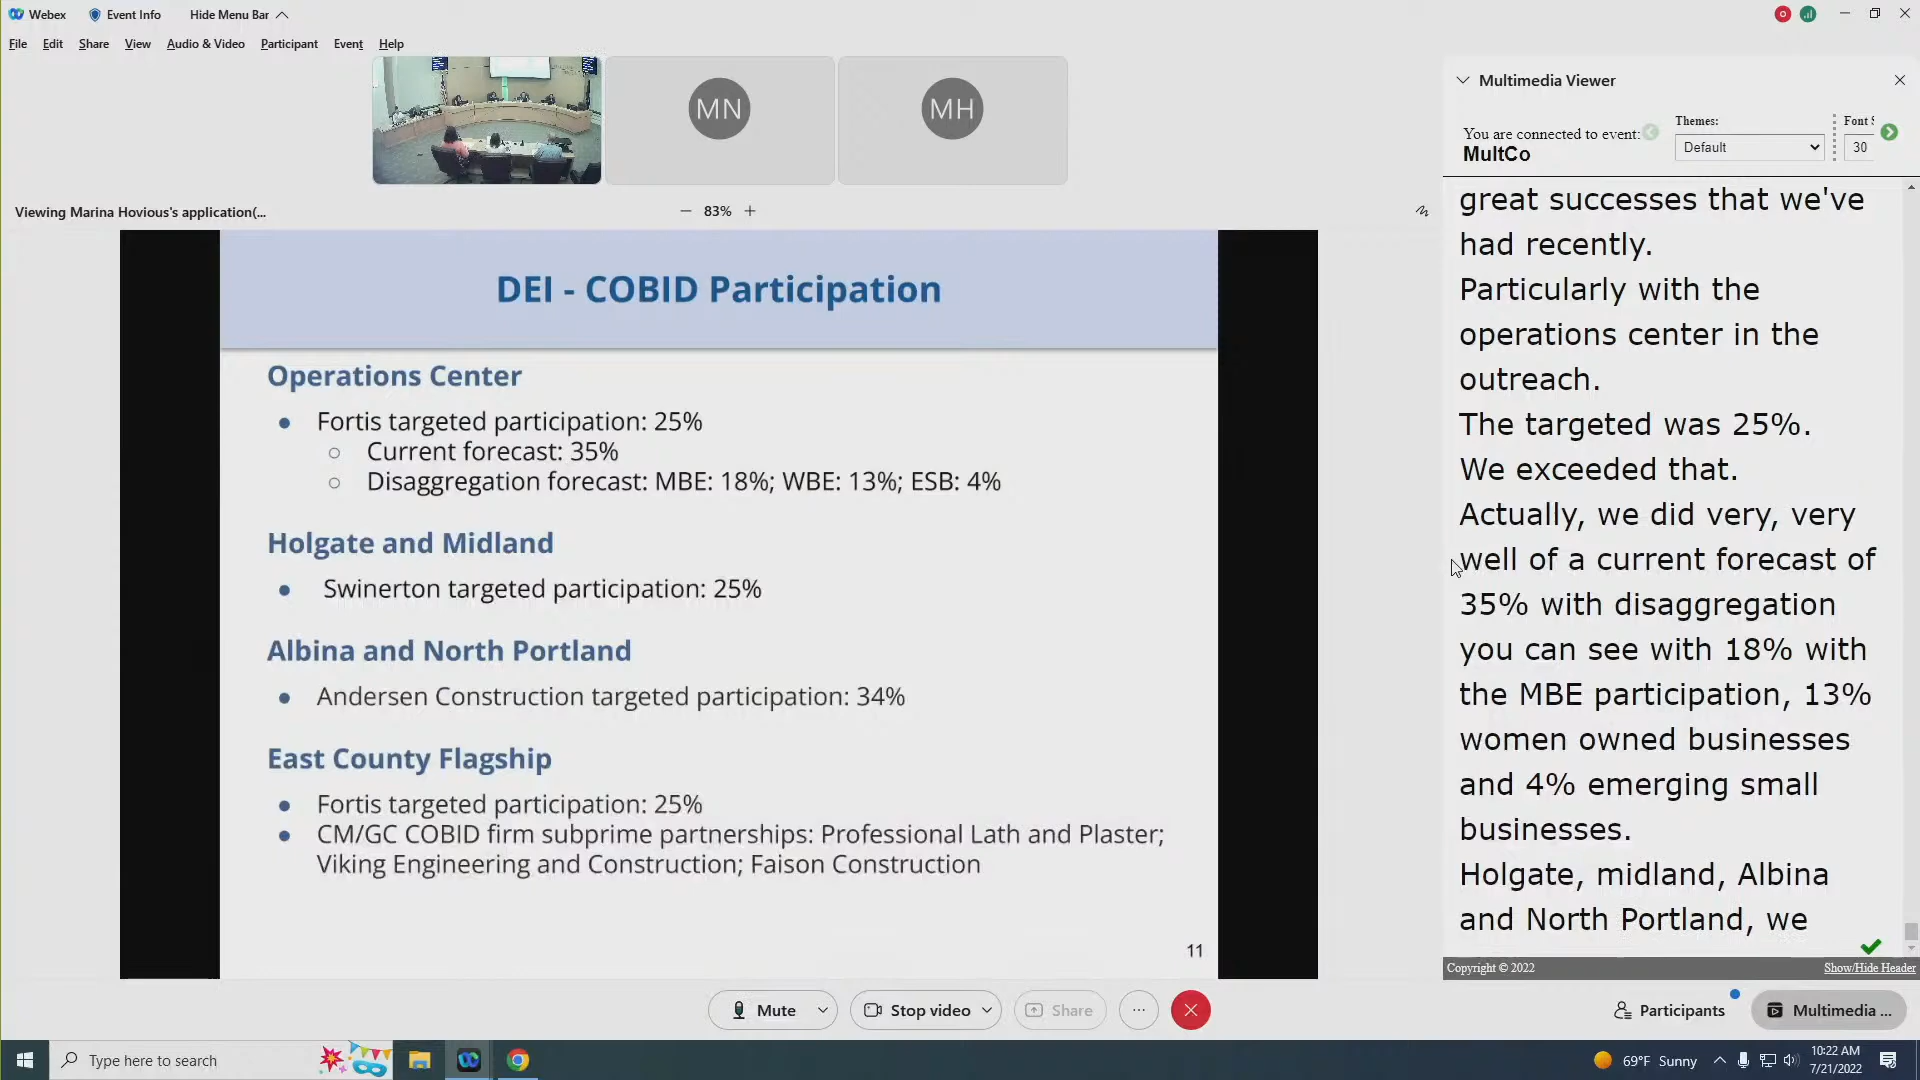 Webex
Event Info
Hide Menu Bar
File Edit Share View Audio & Video Participant Event Help
MN
MH
Viewing Marina Hovious's application(...
83%
DEI - COBID Participation
Operations Center
Fortis targeted participation: 25%
Current forecast: 35%
Disaggregation forecast: MBE: 18%; WBE: 13%; ESB: 4%
Holgate and Midland
Swinerton targeted participation: 25%
Albina and North Portland
Andersen Construction targeted participation: 34%
East County Flagship
Fortis targeted participation: 25%
CM/GC COBID firm subprime partnerships: Professional Lath and Plaster;
Viking Engineering and Construction; Faison Construction
11
Multimedia Viewer
You are connected to event:
MultCo
Themes:
Default
Font S
30
great successes that we've
had recently.
Particularly with the
operations center in the
outreach.
The targeted was 25%.
We exceeded that.
Actually, we did very, very
well of a current forecast of
35% with disaggregation
you can see with 18% with
the MBE participation, 13%
women owned businesses
and 4% emerging small
businesses.
Holgate, midland, Albina
and North Portland, we
Copyright © 2022
Show/Hide Header
Mute
Stop video
Share
Participants
Multimedia ...
Type here to search
69°F Sunny
10:22 AM
7/21/2022